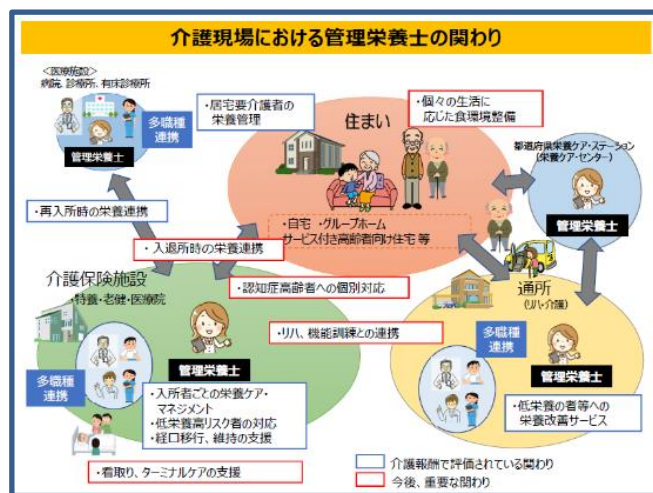 介護現場における管理栄養士の関わり
<医療施設>
病院、診療所、有床診療所
多職種
連携
管理栄養士
・居宅要介護者の
栄養管理
住まい
・個々の生活に
応じた食環境整備
都道府県栄養ケア・ステーション
(栄養ケア・センター)
管理栄養士
・再入所時の栄養連携
・自宅 ・グループホーム
サービス付き高齢者向け住宅 等
・入退所時の栄養連携
介護保険施設
・特養・老健・医療院
・認知症高齢者への個別対応
通所
(リハ・介護)
・リハ、機能訓練との連携
多職種
連携
管理栄養士
多職種
連携
管理栄養士
・入所者ごとの栄養ケア・
マネジメント
・低栄養高リスク者の対応
・経口移行、維持の支援
・低栄養の者等への
栄養改善サービス
・看取り、ターミナルケアの支援
介護報酬で評価されている関わり
今後、重要な関わり